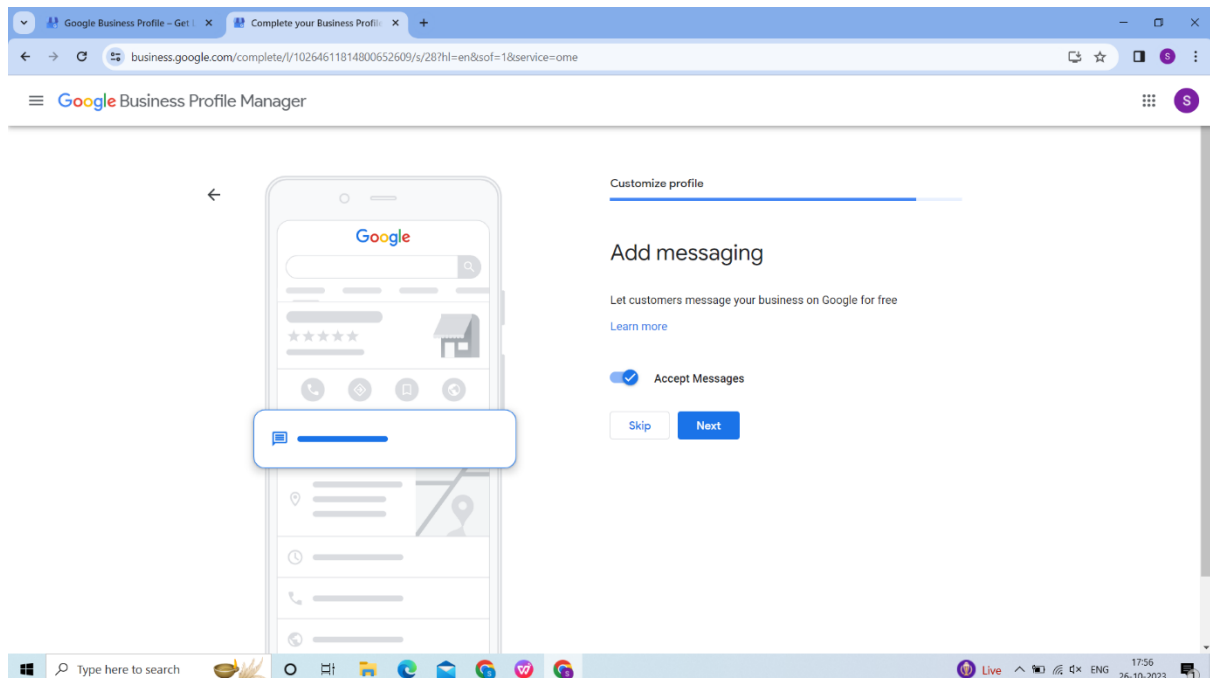 Google Business Profile – Get L
Complete your Business Profile
business.google.com/complete/l/10264611814800652609/s/28?hl=en&sof=1&service=ome
S
Google Business Profile Manager
S
Customize profile
Google
Add messaging
Let customers message your business on Google for free
Learn more
Accept Messages
Skip
Next
Type here to search
Live
ENG
17:56
26-10-2023
1